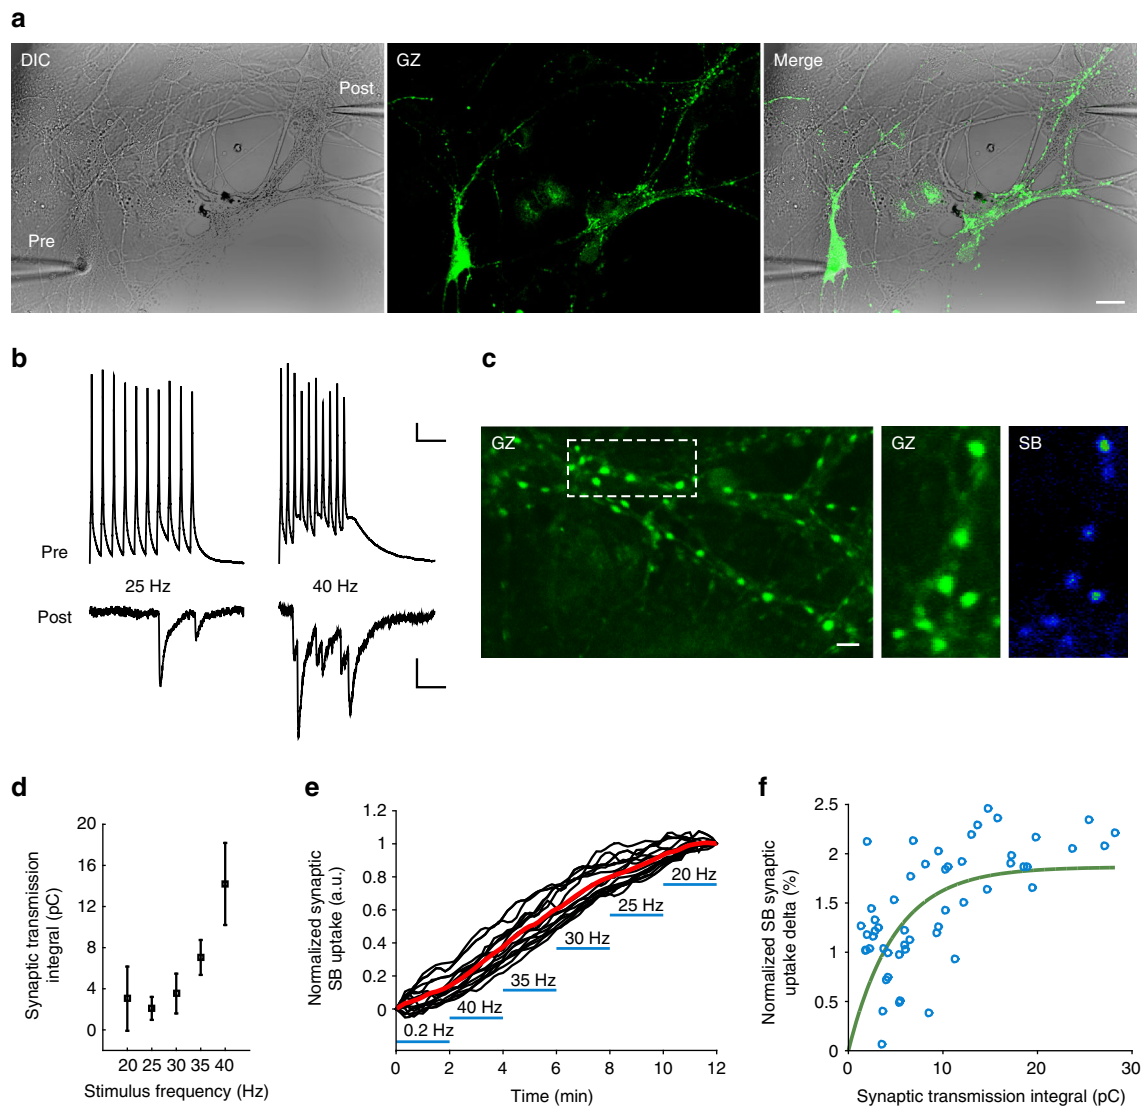 a
DIC
Post
Pre
GZ
Merge
b
Pre
25 Hz
40 Hz
Post
c
GZ
GZ
SB
d
Synaptic transmission
integral (pC)
20
16
12
8
4
0
20 25 30 35 40
Stimulus frequency (Hz)
e
Normalized synaptic
SB uptake (a.u.)
1.2
1
0.8
0.6
0.4
0.2
0
20 Hz
25 Hz
30 Hz
35 Hz
40 Hz
0.2 Hz
0 2 4 6 8 10 12
Time (min)
f
Normalized SB synaptic
uptake delta (%)
2.5
2
1.5
1
0.5
0
0 10 20 30
Synaptic transmission integral (pC)